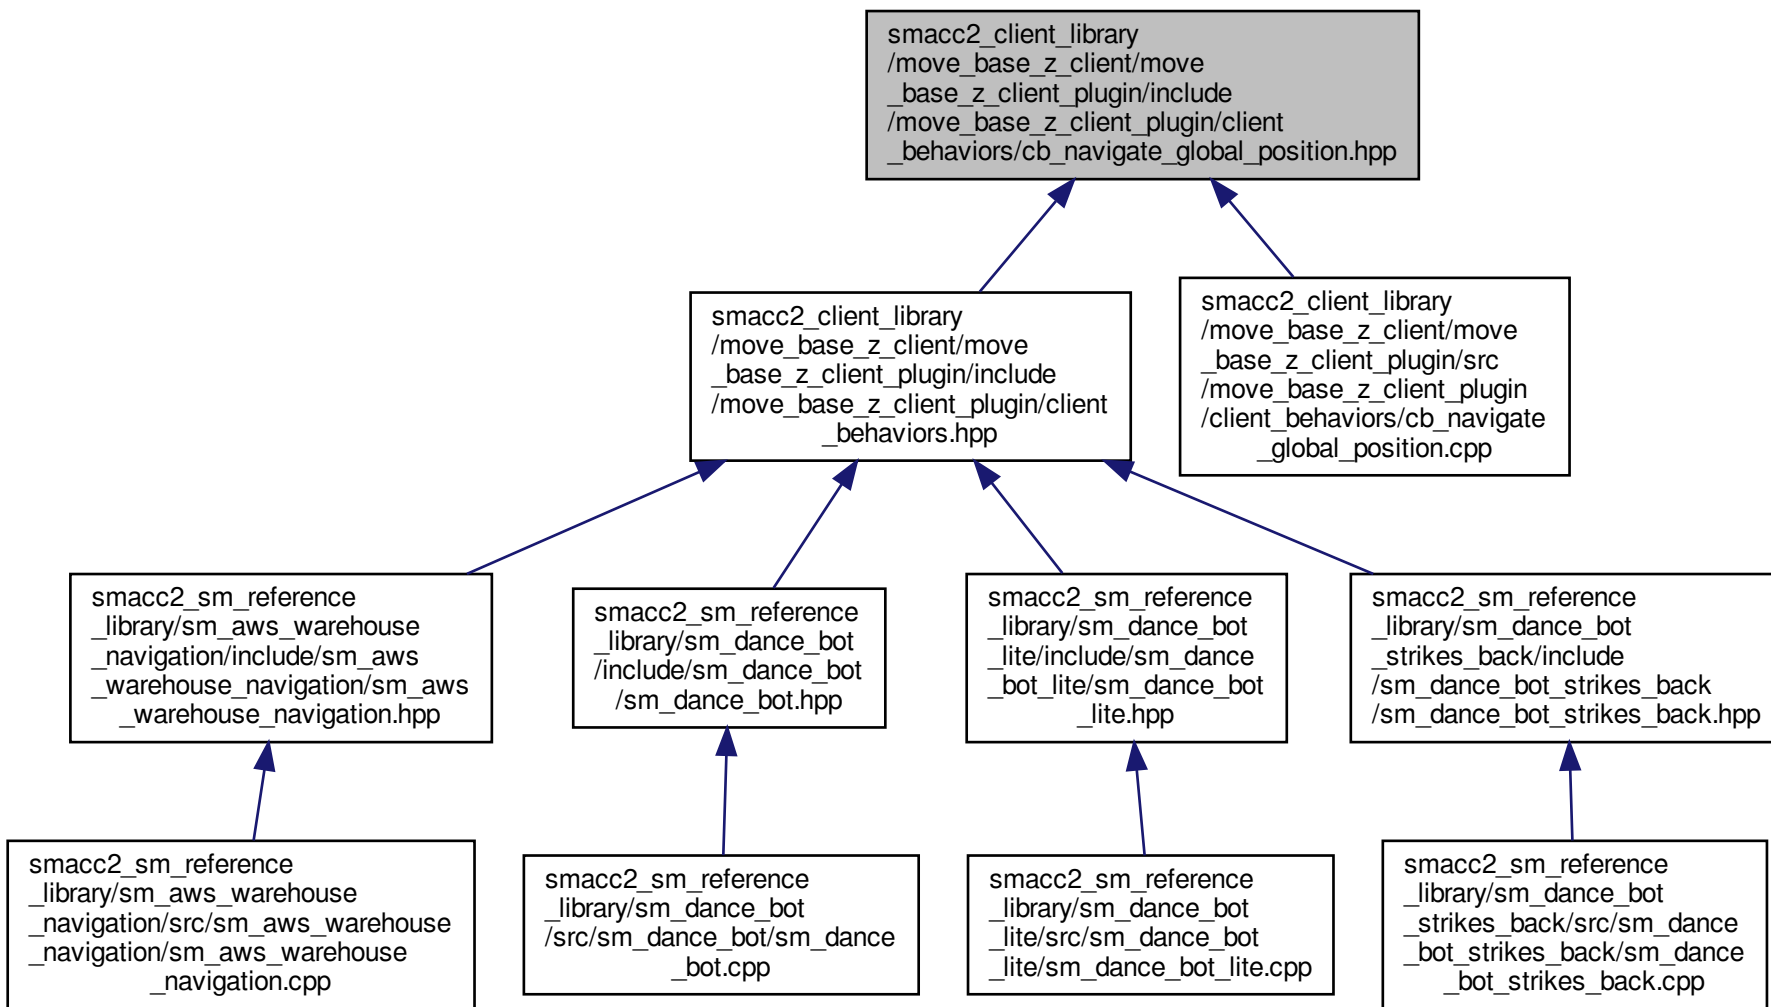 smacc2_client_library
/move_base_z_client/move
_base_z_client_plugin/include
/move_base_z_client_plugin/client
_behaviors/cb_navigate_global_position.hpp
smacc2_client_library
/move_base_z_client/move
_base_z_client_plugin/include
/move_base_z_client_plugin/client
_behaviors.hpp
smacc2_client_library
/move_base_z_client/move
_base_z_client_plugin/src
/move_base_z_client_plugin
/client_behaviors/cb_navigate
_global_position.cpp
smacc2_sm_reference
_library/sm_aws_warehouse
_navigation/include/sm_aws
_warehouse_navigation/sm_aws
_warehouse_navigation.hpp
smacc2_sm_reference
_library/sm_dance_bot
/include/sm_dance_bot
/sm_dance_bot.hpp
smacc2_sm_reference
_library/sm_dance_bot
_lite/include/sm_dance
_bot_lite/sm_dance_bot
_lite.hpp
smacc2_sm_reference
_library/sm_dance_bot
_strikes_back/include
/sm_dance_bot_strikes_back
/sm_dance_bot_strikes_back.hpp
smacc2_sm_reference
_library/sm_aws_warehouse
_navigation/src/sm_aws_warehouse
_navigation/sm_aws_warehouse
_navigation.cpp
smacc2_sm_reference
_library/sm_dance_bot
/src/sm_dance_bot/sm_dance
_bot.cpp
smacc2_sm_reference
_library/sm_dance_bot
_lite/src/sm_dance_bot
_lite/sm_dance_bot_lite.cpp
smacc2_sm_reference
_library/sm_dance_bot
_strikes_back/src/sm_dance
_bot_strikes_back/sm_dance
_bot_strikes_back.cpp